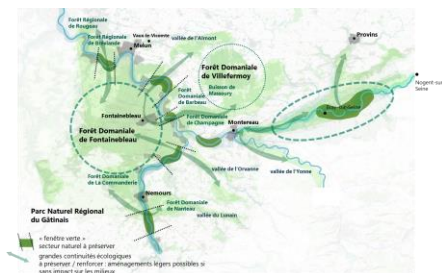 Forêt Régionale
de Rougeau
Vaux-le-Vicomte
Provins
Forêt Régionale
de Bréviande
Melun
vallée de l'Almont
Forêt Domaniale
de Villefermoy
Nogent-sur
Seine
Buisson de
Massoury
Forêt
Domaniale
de Barbeau
Fontainebleau
Forêt Domaniale
de Champagne
Montereau
Forêt Domaniale
de Fontainebleau
vallée de l'Orvanne
vallée de l'Yonne
Forêt Domaniale
de La Commanderie
Nemours
Forêt Domaniale
de Nanteau
vallée du Lunain
Parc Naturel Régional
du Gâtinais
« fenêtre verte »
secteur naturel à préserver
grandes continuités écologiques
à préserver / renforcer : aménagements légers possibles si
sans impact sur les milieux